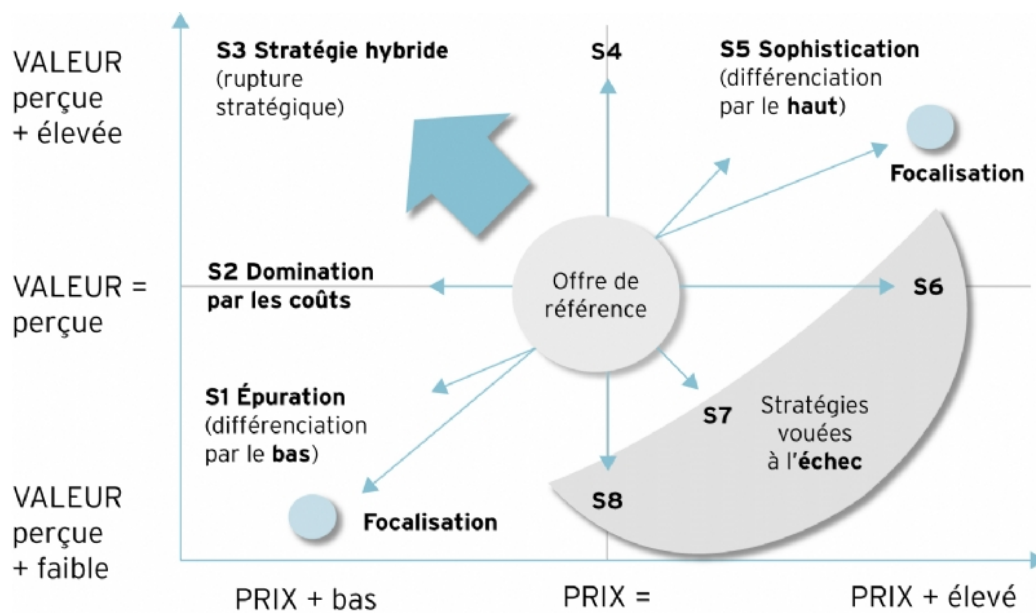 VALEUR
perçue
+ élevée
S3 Stratégie hybride
(rupture
stratégique)
S4
S5 Sophistication
(différenciation
par le haut)
Focalisation
VALEUR =
perçue
S2 Domination
par les coûts
Offre de
référence
S6
S1 Épuration
(différenciation
par le bas)
S7
Stratégies
vouées
à l'échec
VALEUR
perçue
+ faible
Focalisation
S8
PRIX + bas
PRIX =
PRIX + élevé